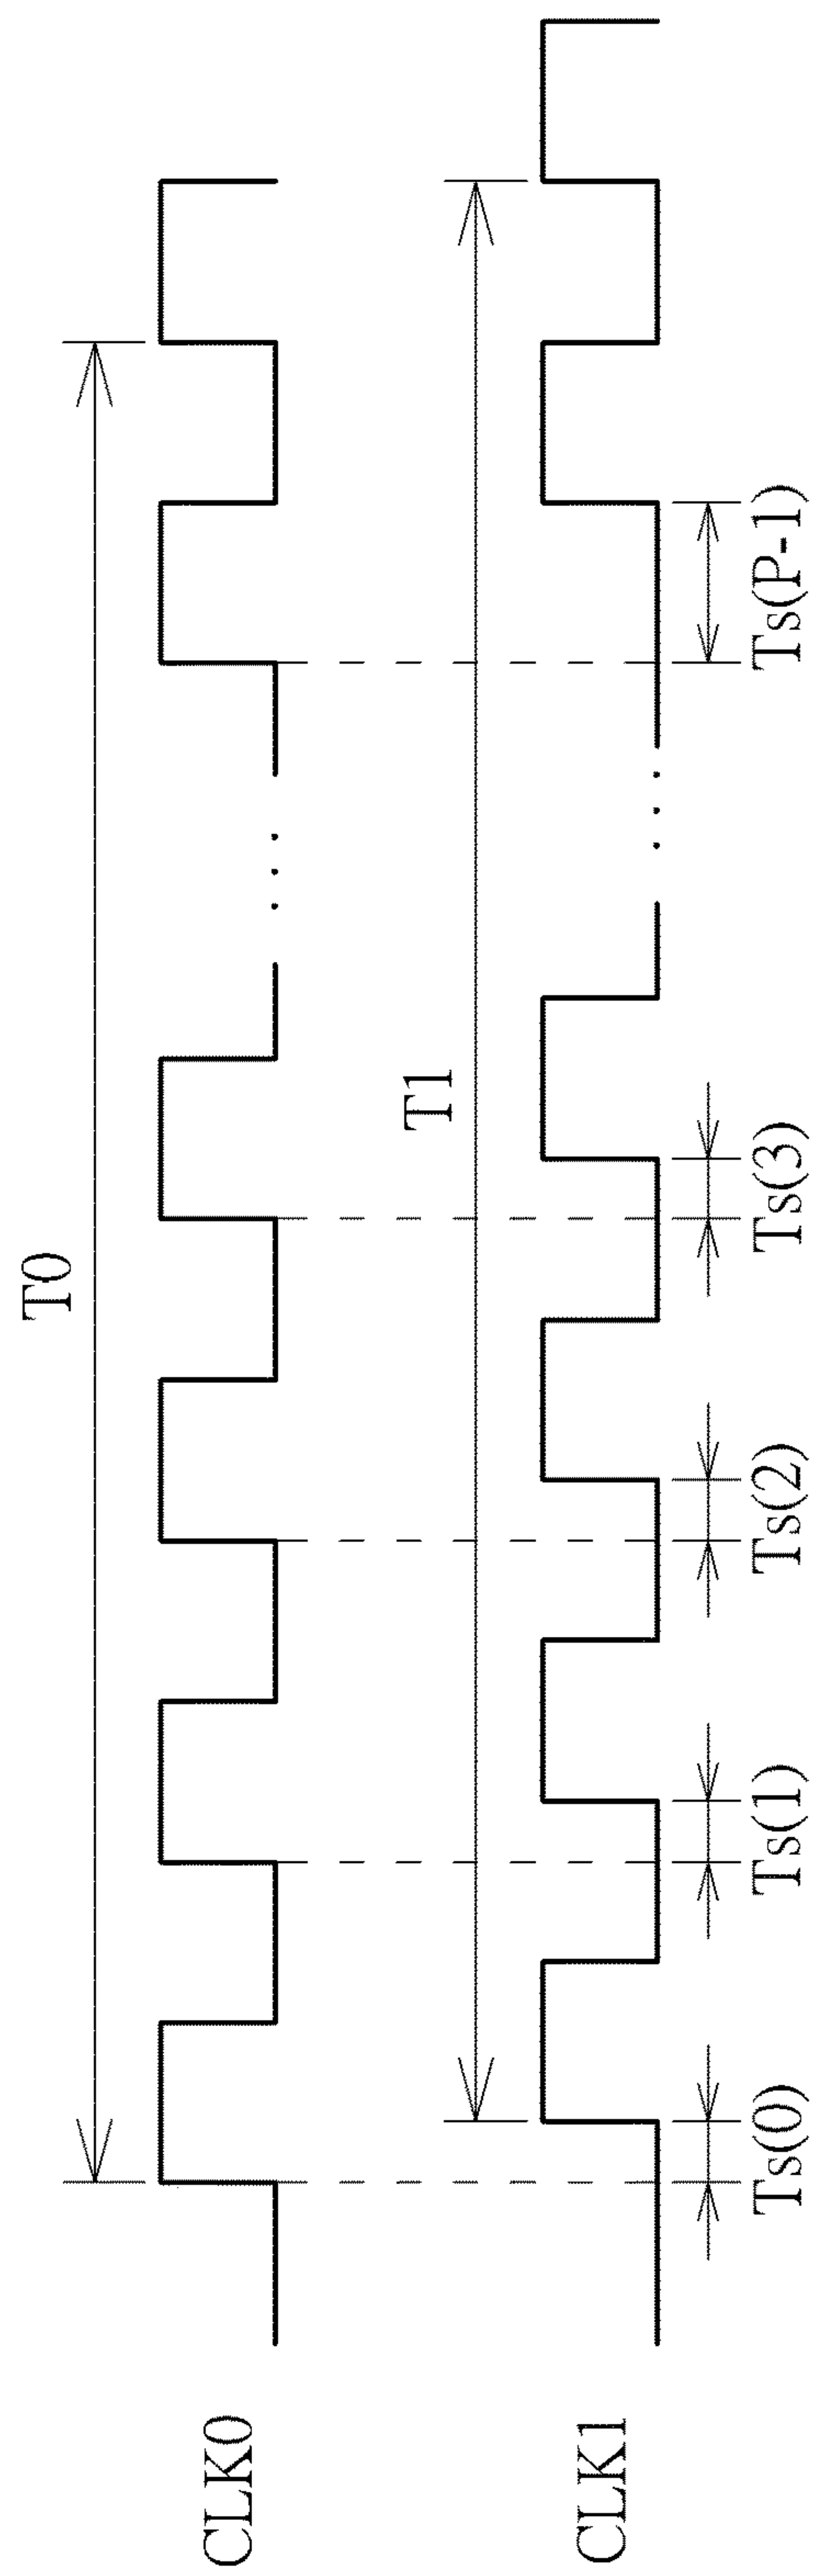 T0
CLK0
T1
CLK1
Ts(0)
Ts(1)
Ts(2)
Ts(3)
Ts(P-1)